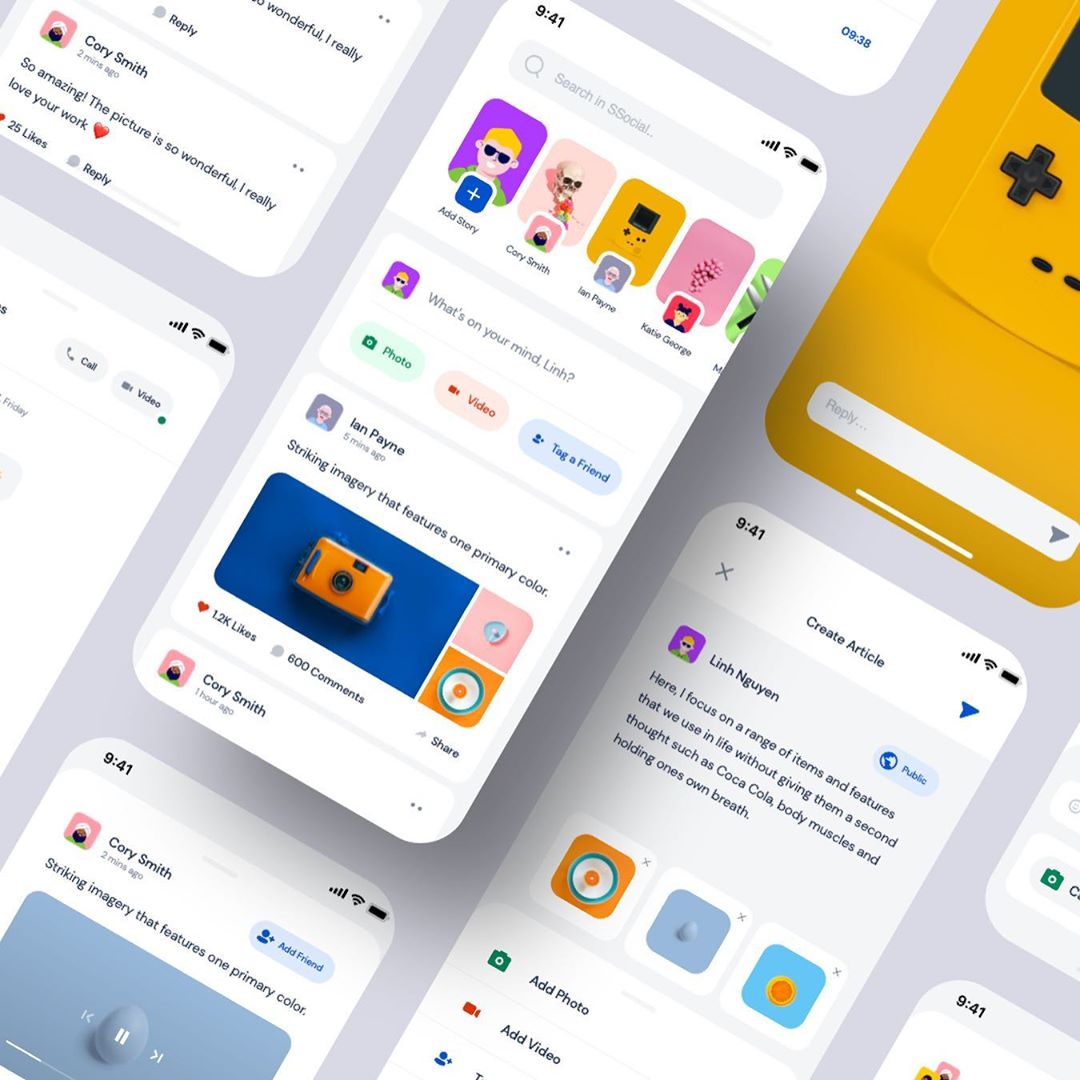 so wonderful, I really
Reply
Cory Smith
2 mins ago
So amazing! The picture is so wonderful, I really
love your work ❤️
25 Likes
Reply
Call
Video
Friday
9:41
Search in SSocial..
Add Story
Cory Smith
Ian Payne
Katie George
What's on your mind, Linh?
Photo
Video
Tag a Friend
Ian Payne
5 mins ago
Striking imagery that features one primary color.
1.2K Likes
600 Comments
Share
Cory Smith
1 hour ago
09:38
Reply...
9:41
Create Article
Linh Nguyen
Public
Here, I focus on a range of items and features
that we use in life without giving them a second
thought such as Coca Cola, body muscles and
holding ones own breath.
Add Photo
Add Video
9:41
Cory Smith
2 mins ago
Add Friend
Striking imagery that features one primary color.
9:41